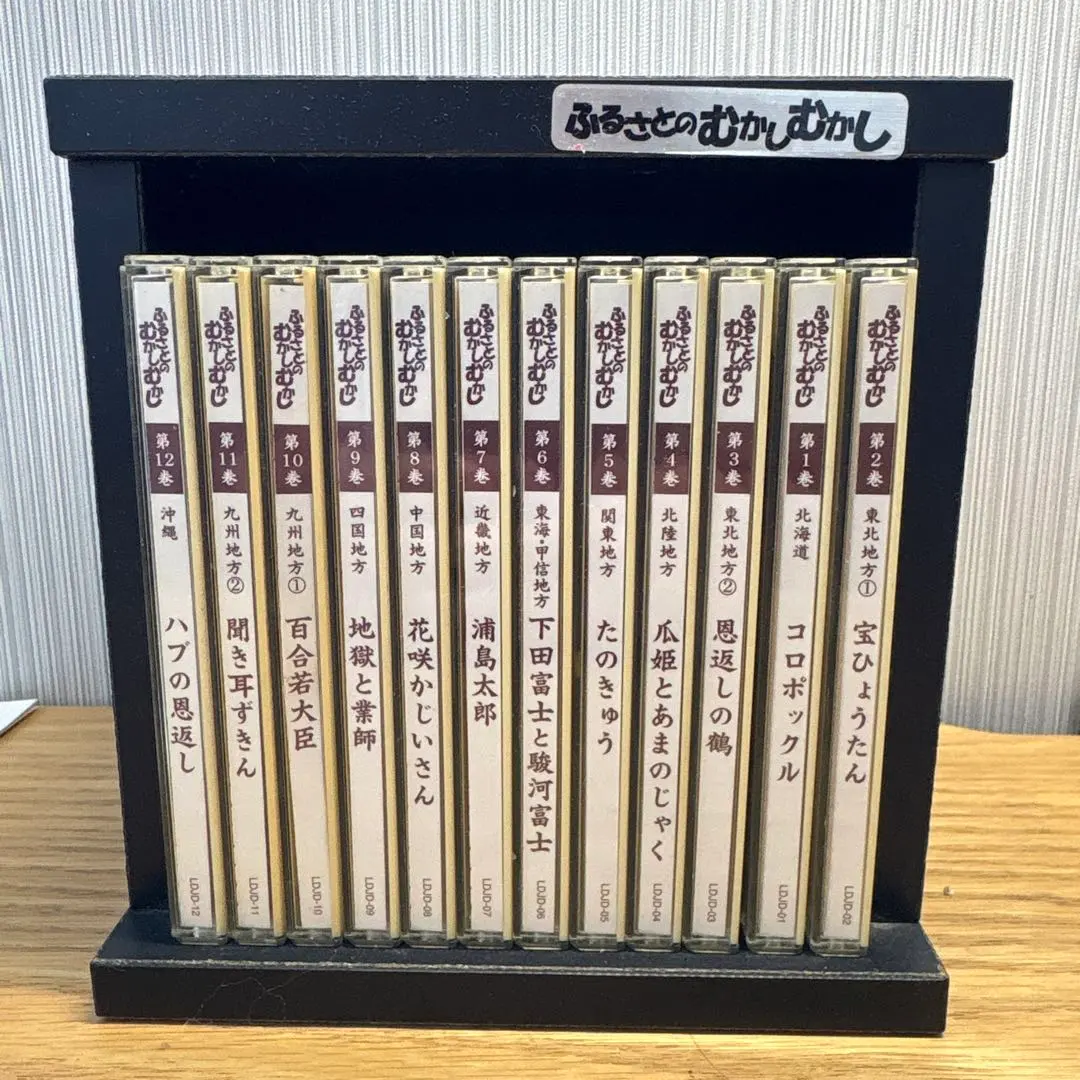 ふるさとのむかしむかし
ふるさとの
むかしむかし
第2巻
東北地方①
宝ひょうたん
LDJD-02
ふるさとの
むかしむかし
第1巻
北海道
コロポックル
LDJD-01
ふるさとの
むかしむかし
第3巻
東北地方②
恩返しの鶴
LDJD-03
ふるさとの
むかしむかし
第4巻
北陸地方
瓜姫とあまのじゃく
LDJD-04
ふるさとの
むかしむかし
第5巻
関東地方
たのきゅう
LDJD-05
ふるさとの
むかしむかし
第6巻
東海・甲信地方
下田富士と駿河富士
LDJD-06
ふるさとの
むかしむかし
第7巻
近畿地方
浦島太郎
LDJD-07
ふるさとの
むかしむかし
第8巻
中国地方
花咲かじいさん
LDJD-08
ふるさとの
むかしむかし
第9巻
四国地方
地獄と業師
LDJD-09
ふるさとの
むかしむかし
第10巻
九州地方①
百合若大臣
LDJD-10
ふるさとの
むかしむかし
第11巻
九州地方②
聞き耳ずきん
LDJD-11
ふるさとの
むかしむかし
第12巻
沖縄
ハブの恩返し
LDJD-12